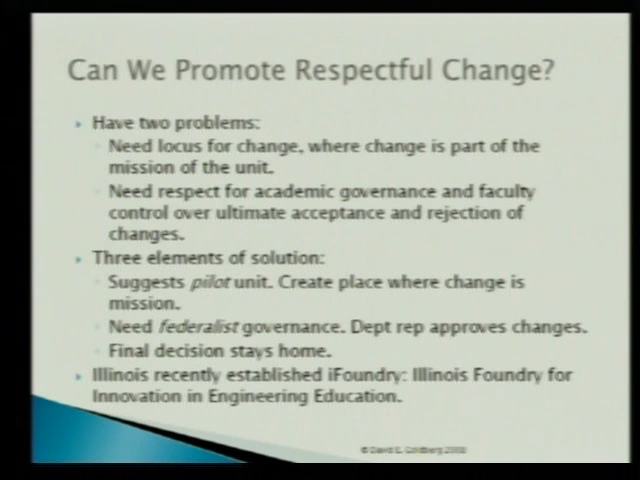 Can We Promote Respectful Change?
Have two problems:
Need locus for change, where change is part of the
mission of the unit.
Need respect for academic governance and faculty
control over ultimate acceptance and rejection of
changes.
Three elements of solution:
Suggests pilot unit. Create place where change is
mission.
Need federalist governance. Dept rep approves changes.
Final decision stays home.
Illinois recently established iFoundry: Illinois Foundry for
Innovation in Engineering Education.
© David E. Goldberg 2008